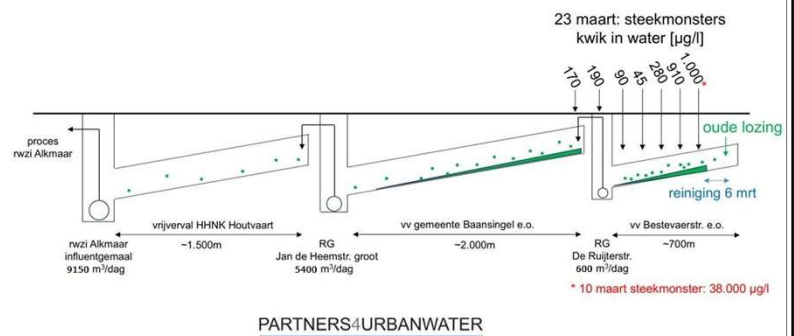 23 maart: steekmonsters
kwik in water [µg/l]
170
190
90
45
280
910
1.000*
oude lozing
proces
rwzi Alkmaar
reiniging 6 mrt
vrijverval HHNK Houtvaart
vv gemeente Baansingel e.o.
vv Bestevaerstr. e.o.
rwzi Alkmaar
influentgemaal
9150 m³/dag
~1.500m
RG
Jan de Heemstr. groot
5400 m³/dag
~2.000m
RG
De Ruijterstr.
600 m³/dag
~700m
* 10 maart steekmonster: 38.000 µg/l
PARTNERS4URBANWATER